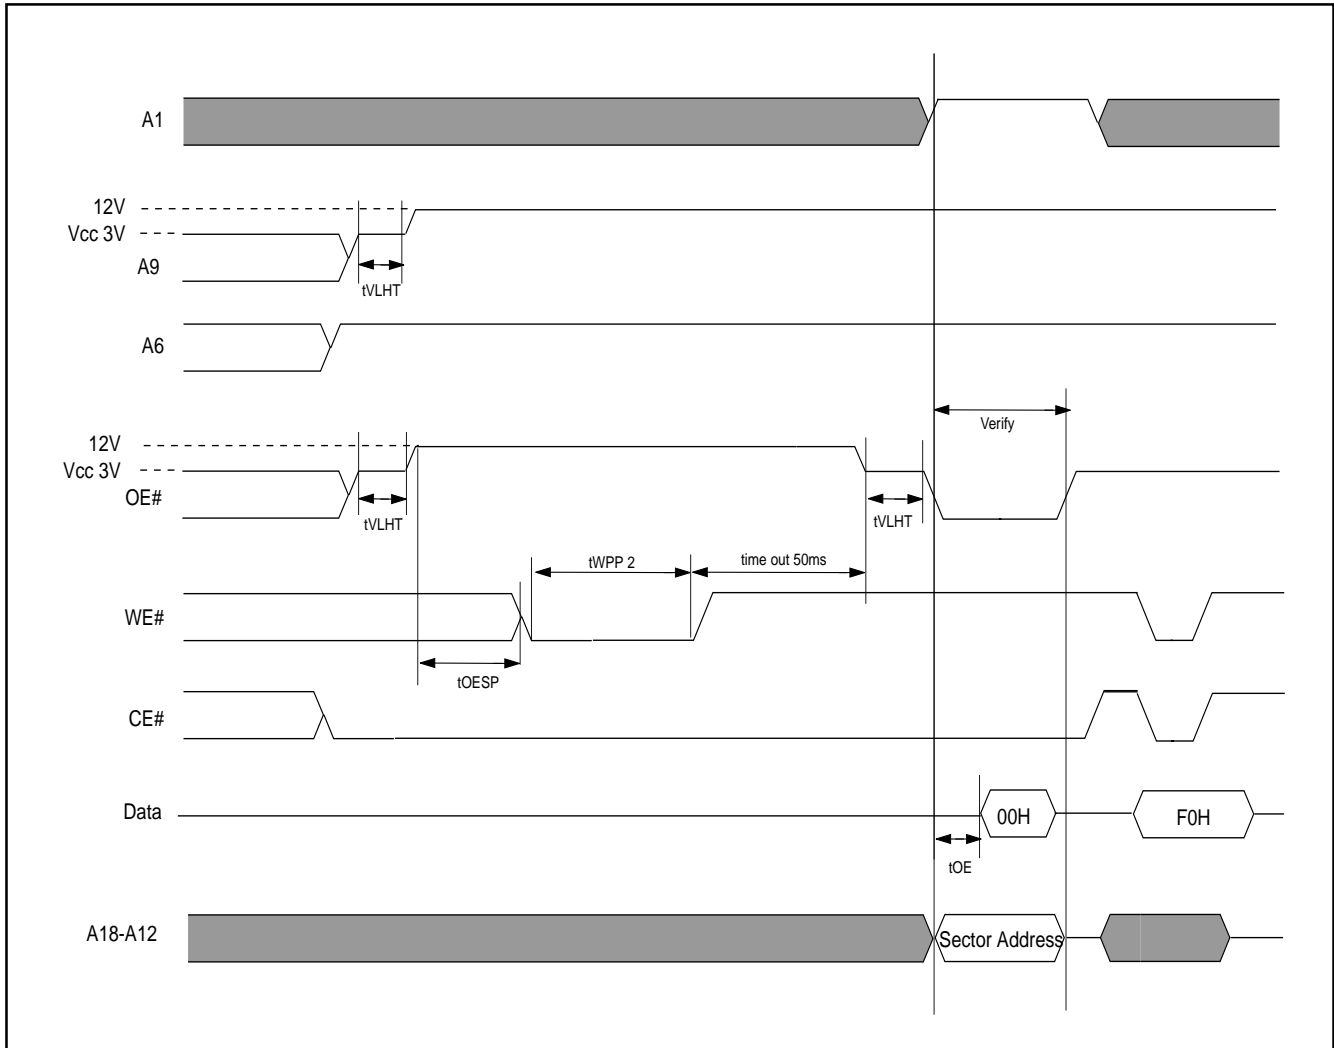 A1
12V
Vcc 3V
A9
tVLHT
A6
Verify
12V
Vcc 3V
OE#
tVLHT
tVLHT
tWPP 2
time out 50ms
WE#
tOESP
CE#
Data
00H
F0H
tOE
A18-A12
Sector Address